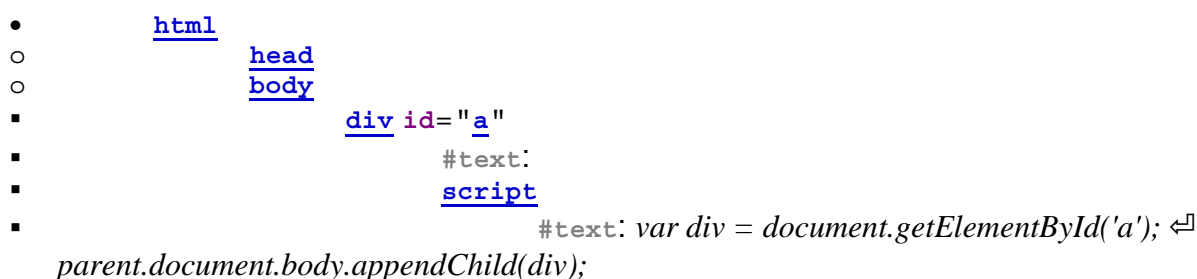 • html
o head
o body
▪ div id="a"
▪ #text:
▪ script
▪ #text: var div = document.getElementById('a'); ⏎
parent.document.body.appendChild(div);